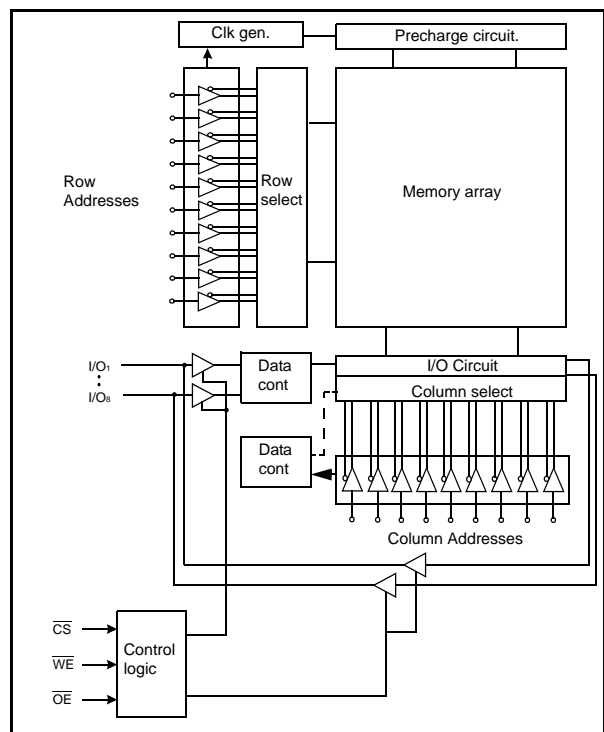 Clk gen.
Precharge circuit.
Row
Addresses
Row
select
Memory array
I/O1
I/O8
Data
cont
I/O Circuit
Column select
Data
cont
Column Addresses
CS
WE
OE
Control
logic